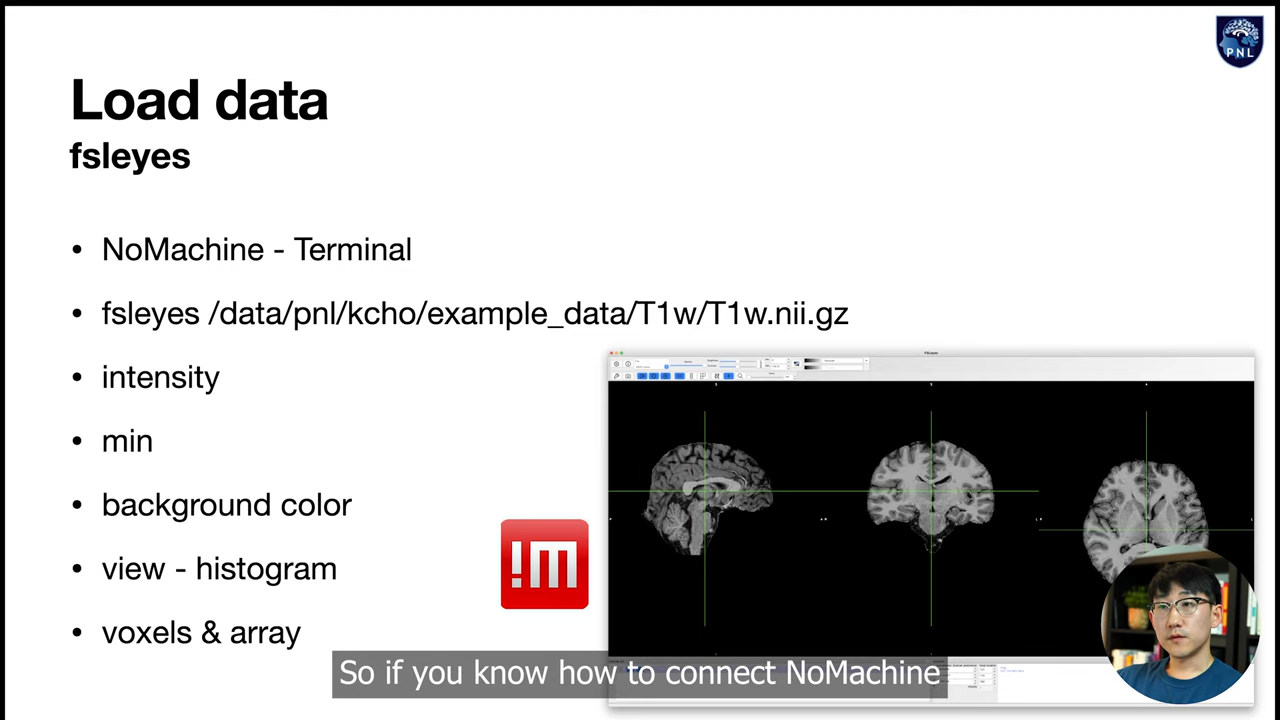 PNL
Load data
fsleyes
• NoMachine - Terminal
• fsleyes /data/pnl/kcho/example_data/T1w/T1w.nii.gz
• intensity
• min
• background color
• view - histogram
• voxels & array
!m
FSLeyes
So if you know how to connect NoMachine